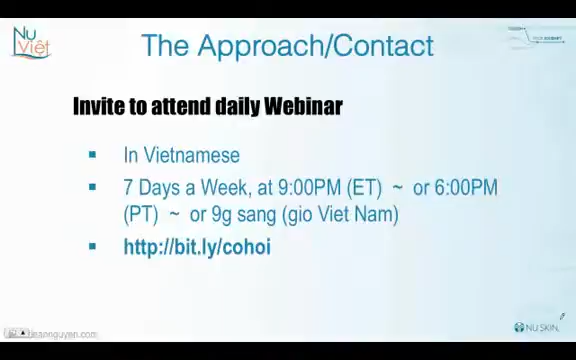 Nu
Việt
The Approach/Contact
Invite to attend daily Webinar
In Vietnamese
7 Days a Week, at 9:00PM (ET) ~ or 6:00PM
(PT) ~ or 9g sang (gio Viet Nam)
http://bit.ly/cohoi
NU SKIN